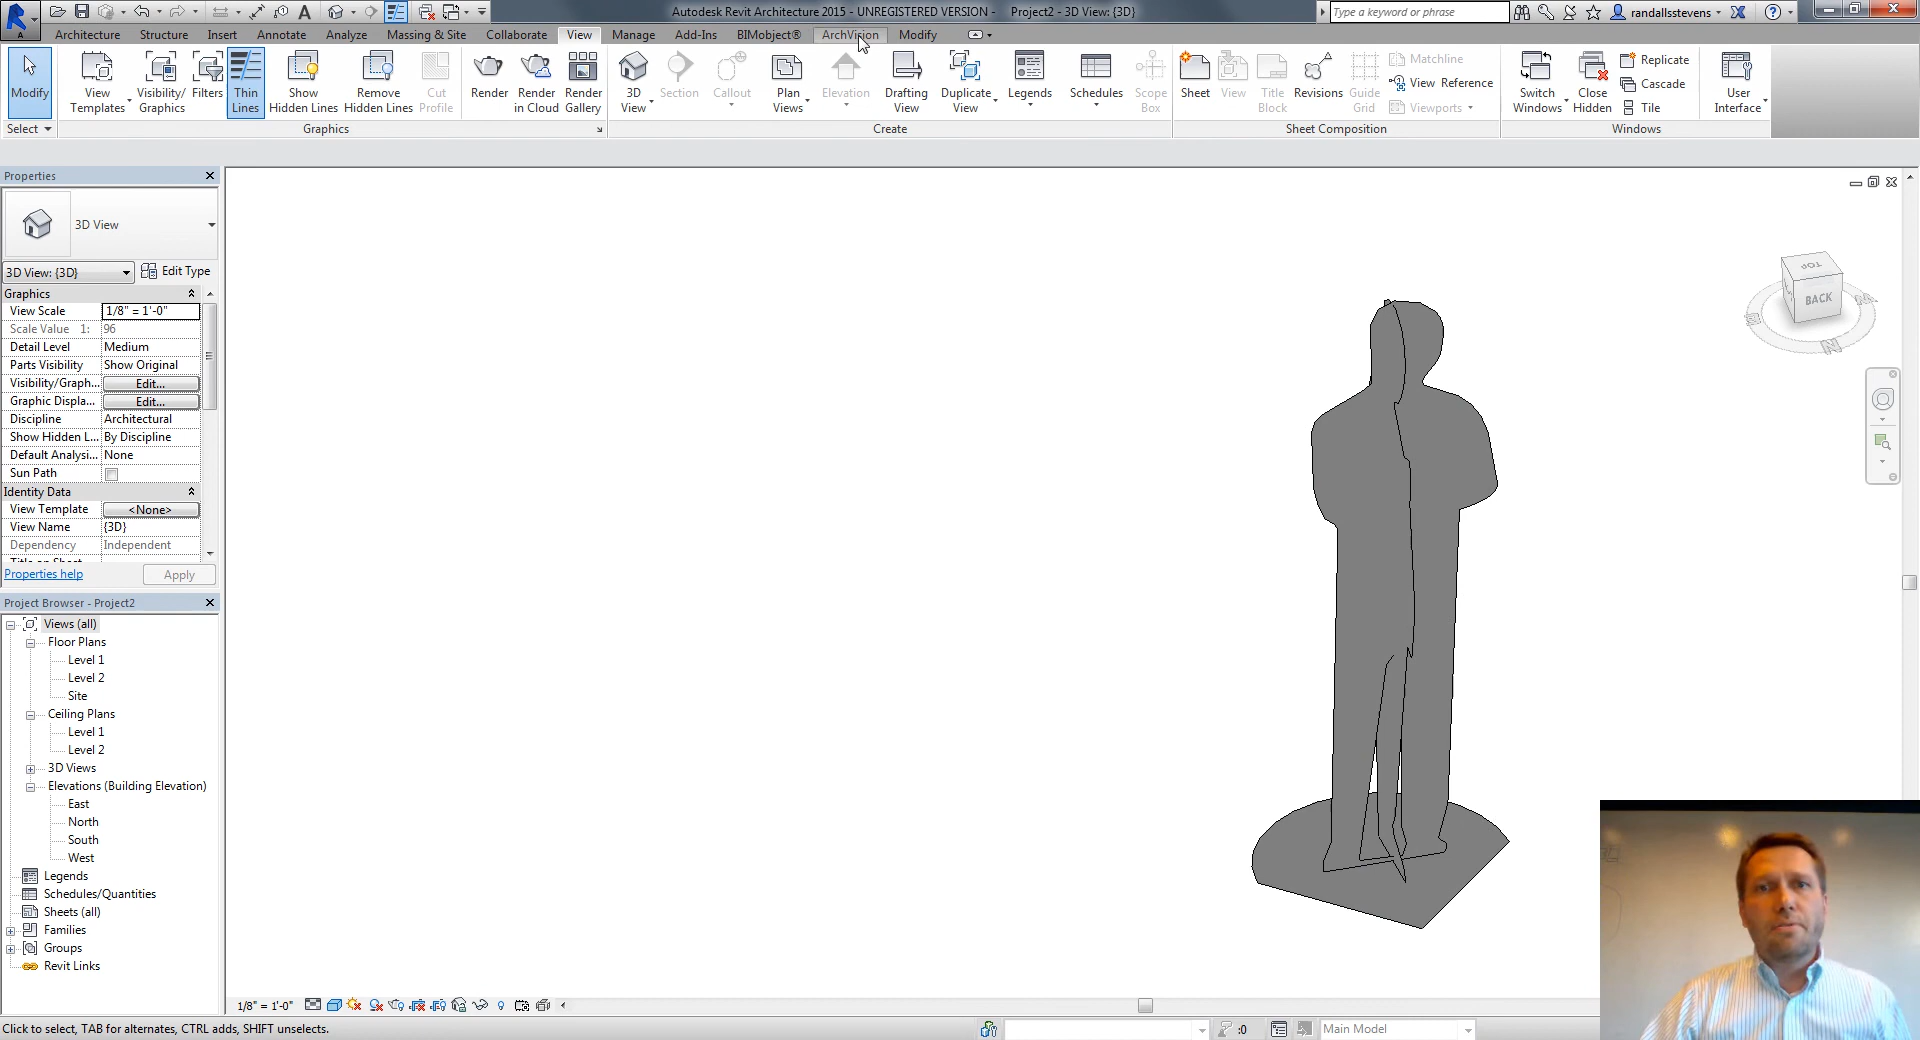 Autodesk Revit Architecture 2015 - UNREGISTERED VERSION - Project2 - 3D View: {3D}
Type a keyword or phrase
randallsstevens
Architecture Structure Insert Annotate Analyze Massing & Site Collaborate View Manage Add-Ins BIMobject® ArchVision Modify
Modify
View Templates
Visibility/ Graphics
Filters
Thin Lines
Show Hidden Lines
Remove Hidden Lines
Cut Profile
Render
Render in Cloud
Render Gallery
3D View
Section
Callout
Plan Views
Elevation
Drafting View
Duplicate View
Legends
Schedules
Scope Box
Sheet
View
Title Block
Revisions
Guide Grid
Matchline
View Reference
Viewports
Switch Windows
Close Hidden
Replicate
Cascade
Tile
User Interface
Select
Graphics
Create
Sheet Composition
Windows
Properties
3D View
3D View: {3D}
Edit Type
Graphics
View Scale 1/8" = 1'-0"
Scale Value 1: 96
Detail Level Medium
Parts Visibility Show Original
Visibility/Graph... Edit...
Graphic Displa... Edit...
Discipline Architectural
Show Hidden L... By Discipline
Default Analysi... None
Sun Path
Identity Data
View Template <None>
View Name {3D}
Dependency Independent
Properties help
Apply
Project Browser - Project2
Views (all)
Floor Plans
Level 1
Level 2
Site
Ceiling Plans
Level 1
Level 2
3D Views
Elevations (Building Elevation)
East
North
South
West
Legends
Schedules/Quantities
Sheets (all)
Families
Groups
Revit Links
TOP
BACK
W
N
1/8" = 1'-0"
Click to select, TAB for alternates, CTRL adds, SHIFT unselects.
:0
Main Model